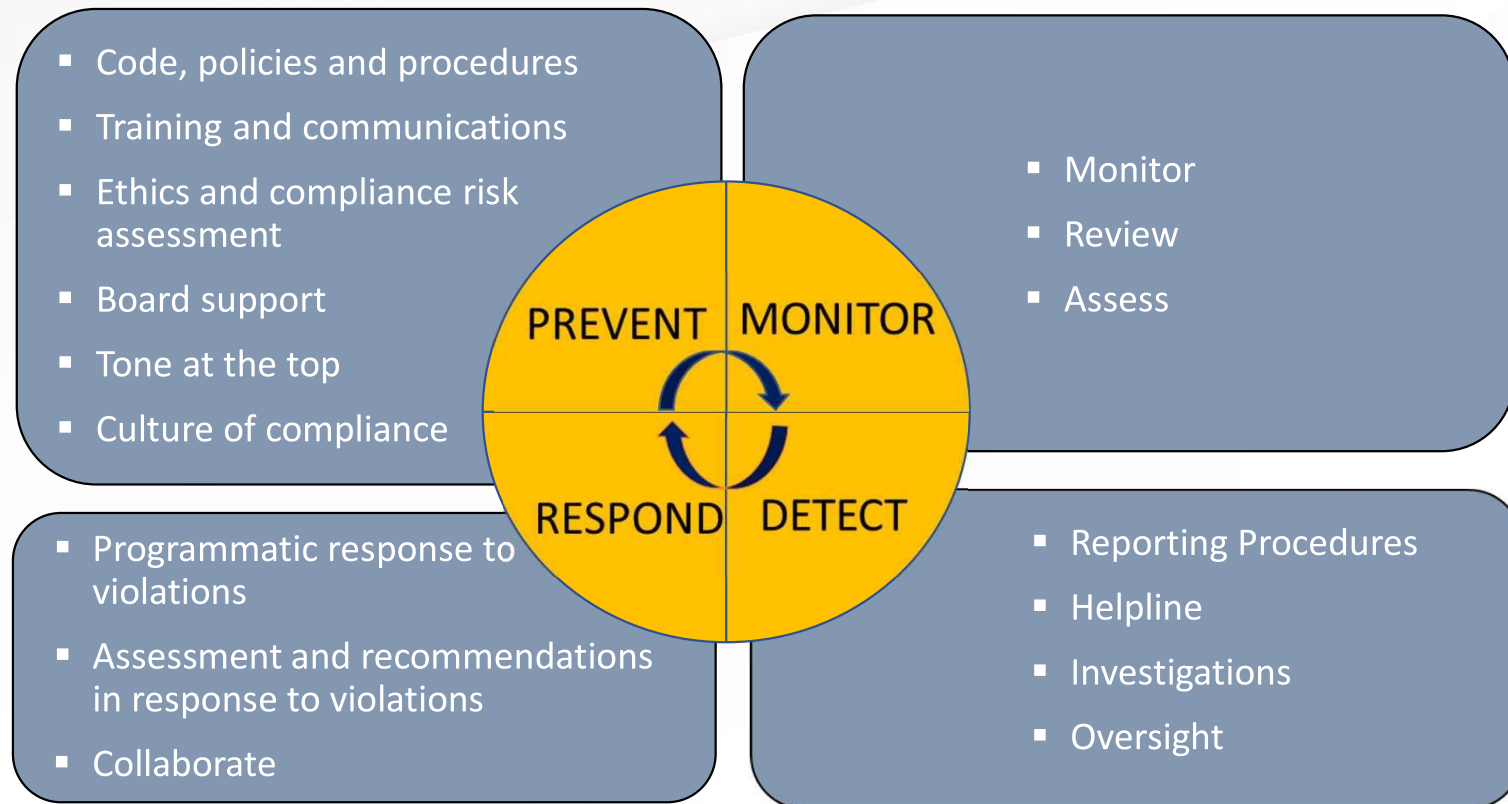 ▪ Code, policies and procedures
▪ Training and communications
▪ Ethics and compliance risk
assessment
▪ Board support
▪ Tone at the top
▪ Culture of compliance
▪ Monitor
▪ Review
▪ Assess
PREVENT
MONITOR
RESPOND
DETECT
▪ Programmatic response to
violations
▪ Assessment and recommendations
in response to violations
▪ Collaborate
▪ Reporting Procedures
▪ Helpline
▪ Investigations
▪ Oversight